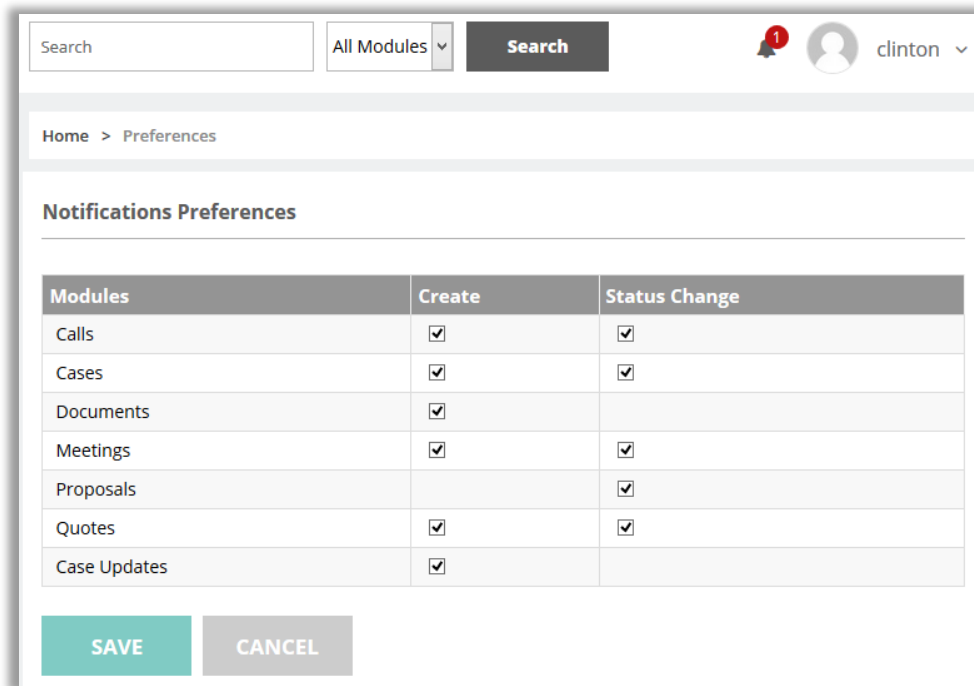 Search All Modules Search 1 clinton
Home > Preferences
Notifications Preferences
Modules Create Status Change
Calls
Cases
Documents
Meetings
Proposals
Quotes
Case Updates
SAVE CANCEL